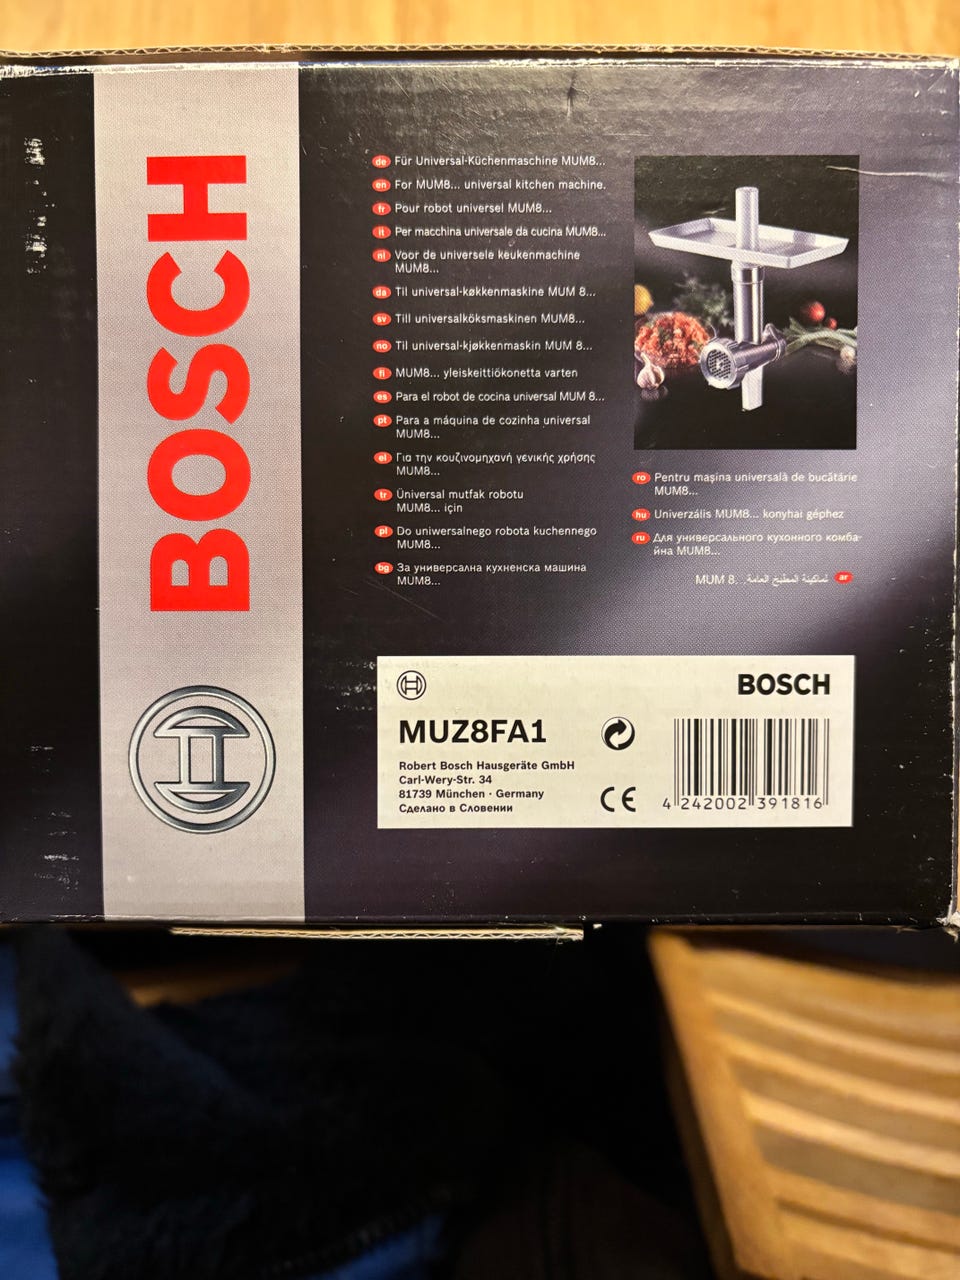 BOSCH
de Für Universal-Küchenmaschine MUM8...
en For MUM8... universal kitchen machine.
fr Pour robot universel MUM8...
it Per macchina universale da cucina MUM8...
nl Voor de universele keukenmachine
MUM8...
da Til universal-køkkenmaskine MUM 8...
sv Till universalköksmaskinen MUM8...
no Til universal-kjøkkenmaskin MUM 8...
fi MUM8... yleiskeittiökonetta varten
es Para el robot de cocina universal MUM 8...
pt Para a máquina de cozinha universal
MUM8...
el Για την κουζινομηχανή γενικής χρήσης
MUM8...
tr Üniversal mutfak robotu
MUM8... için
pl Do uniwersalnego robota kuchennego
MUM8...
bg За универсална кухненска машина
MUM8...
ro Pentru maşina universală de bucătărie
MUM8...
hu Univerzális MUM8... konyhai géphez
ru Для универсального кухонного комба-
йна MUM8...
ar لماكينة المطبخ العامة... MUM 8
BOSCH
MUZ8FA1
Robert Bosch Hausgeräte GmbH
Carl-Wery-Str. 34
81739 München · Germany
Сделано в Словении
CE
4 242002 391816